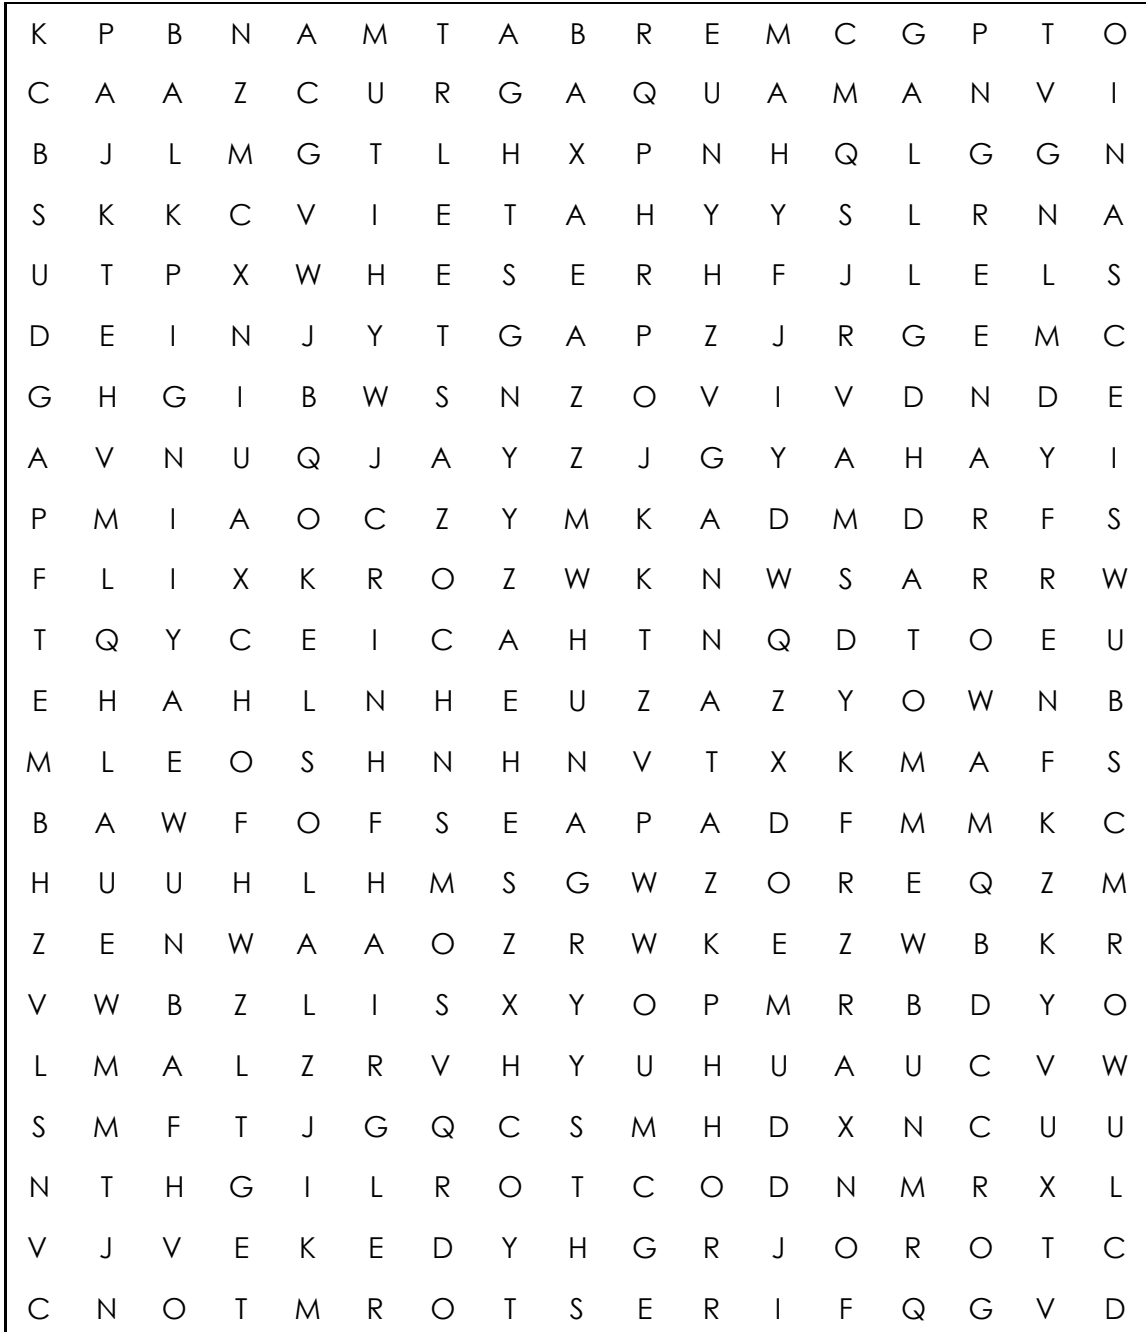 K P B N A M T A B R E M C G P T O
C A A Z C U R G A Q U A M A N V I
B J L M G T L H X P N H Q L G G N
S K K C V I E T A H Y Y S L R N A
U T P X W H E S E R H F J L E L S
D E I N J Y T G A P Z J R G E M C
G H G I B W S N Z O V I V D N D E
A V N U Q J A Y Z J G Y A H A Y I
P M I A O C Z Y M K A D M D R F S
F L I X K R O Z W K N W S A R R W
T Q Y C E I C A H T N Q D T O E U
E H A H L N H E U Z A Z Y O W N B
M L E O S H N H N V T X K M A F S
B A W F O F S E A P A D F M M K C
H U U H L H M S G W Z O R E Q Z M
Z E N W A A O Z R W K E Z W B K R
V W B Z L I S X Y O P M R B D Y O
L M A L Z R V H Y U H U A U C V W
S M F T J G Q C S M H D X N C U U
N T H G I L R O T C O D N M R X L
V J V E K E D Y H G R J O R O T C
C N O T M R O T S E R I F Q G V D